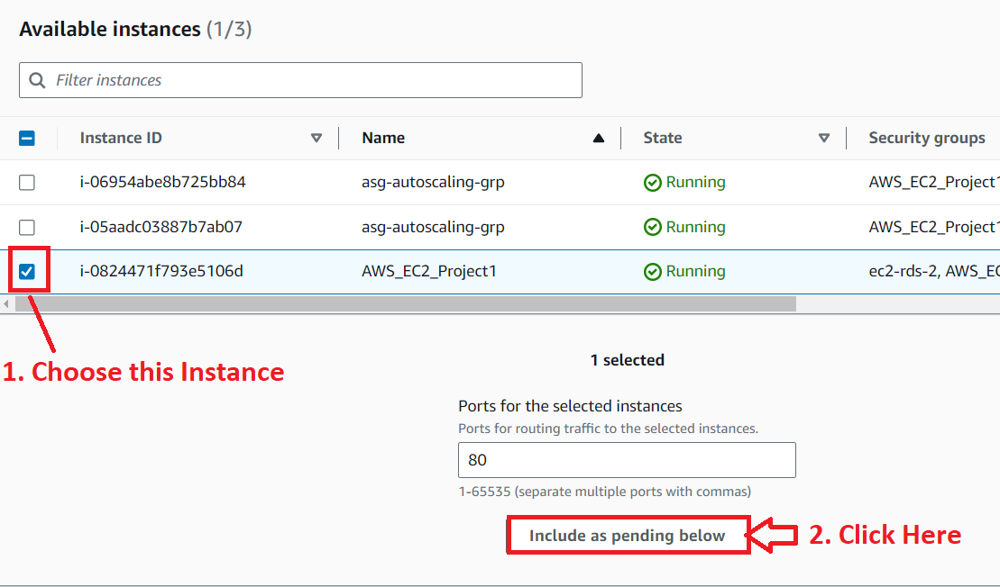 Available instances (1/3)
Filter instances
Instance ID Name State Security groups
i-06954abe8b725bb84 asg-autoscaling-grp Running AWS_EC2_Project1
i-05aadc03887b7ab07 asg-autoscaling-grp Running AWS_EC2_Project1
i-0824471f793e5106d AWS_EC2_Project1 Running ec2-rds-2, AWS_EC
1. Choose this Instance
1 selected
Ports for the selected instances
Ports for routing traffic to the selected instances.
80
1-65535 (separate multiple ports with commas)
Include as pending below
2. Click Here